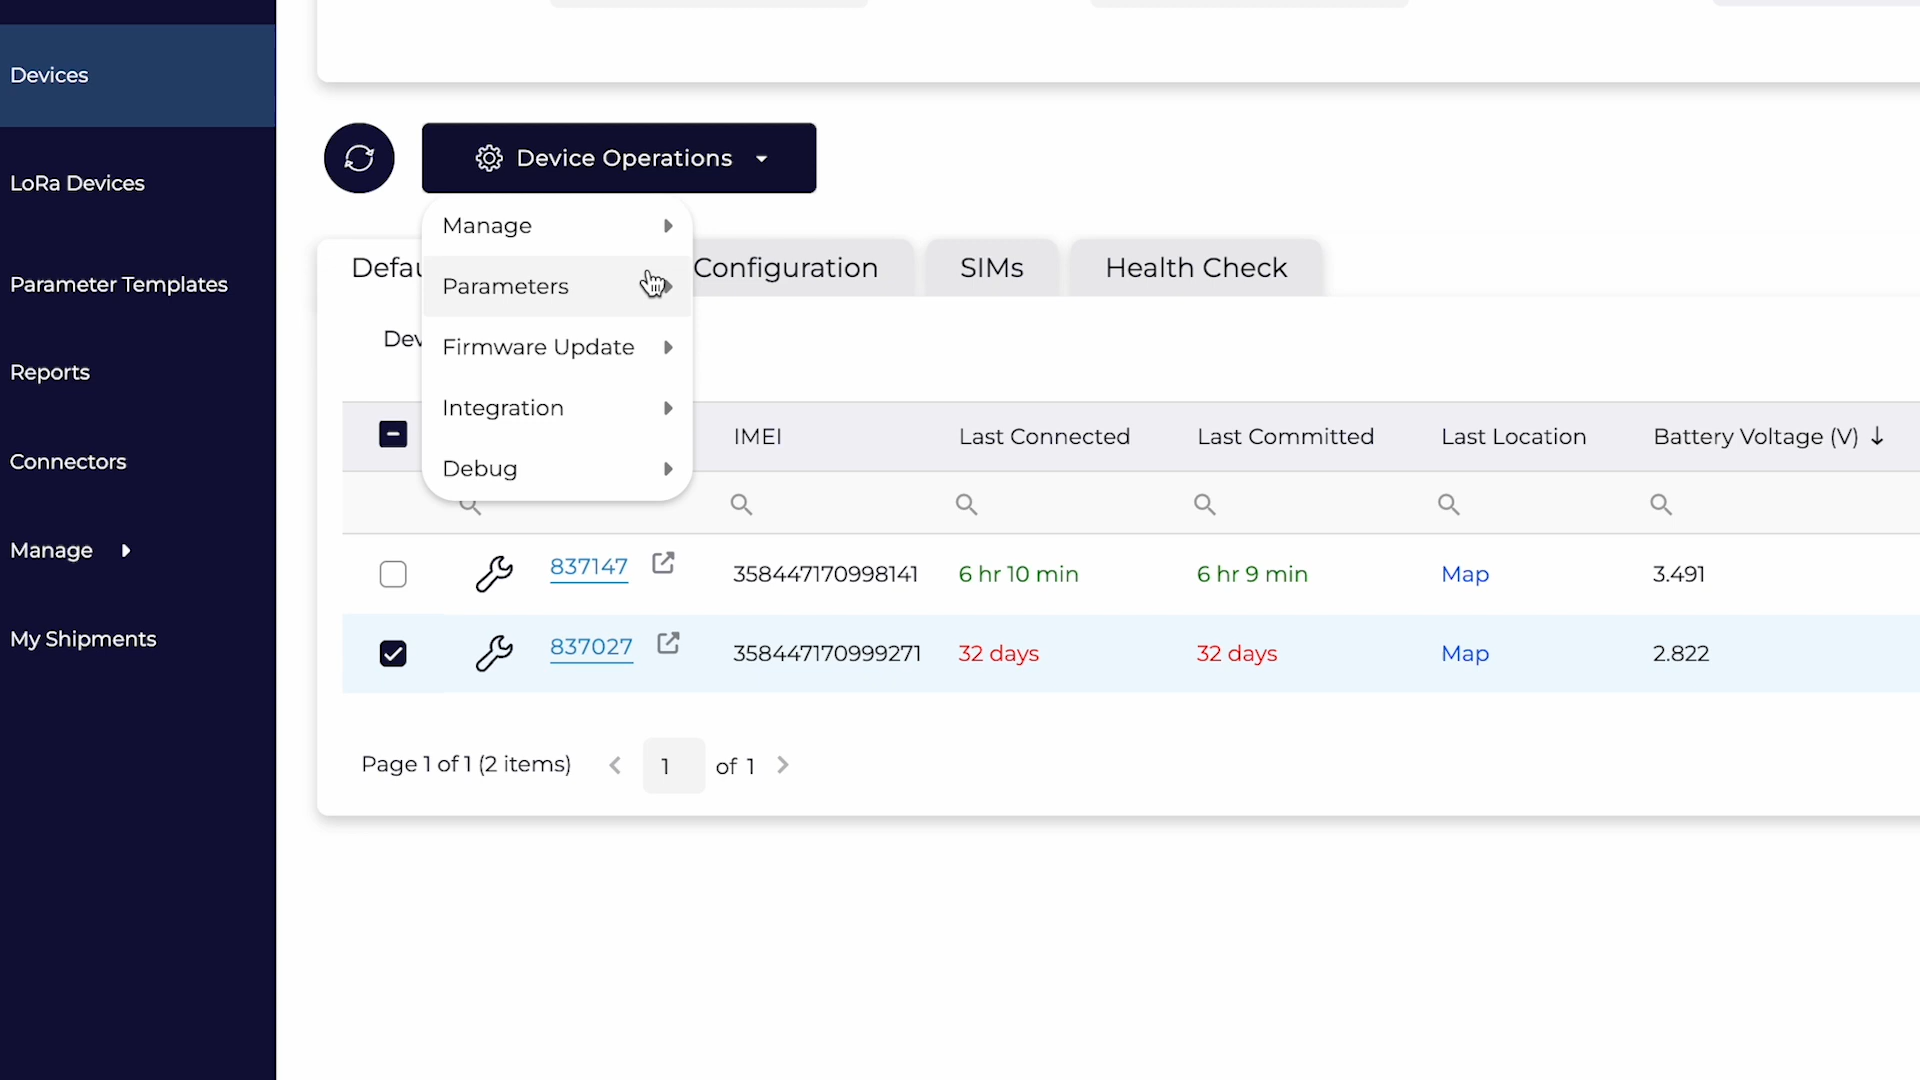 Devices
LoRa Devices
Parameter Templates
Reports
Connectors
Manage
My Shipments
Device Operations
Manage
Parameters
Firmware Update
Integration
Debug
Configuration
SIMs
Health Check
IMEI
Last Connected
Last Committed
Last Location
Battery Voltage (V)
837147
358447170998141
6 hr 10 min
6 hr 9 min
Map
3.491
837027
358447170999271
32 days
32 days
Map
2.822
Page 1 of 1 (2 items)
1
of 1